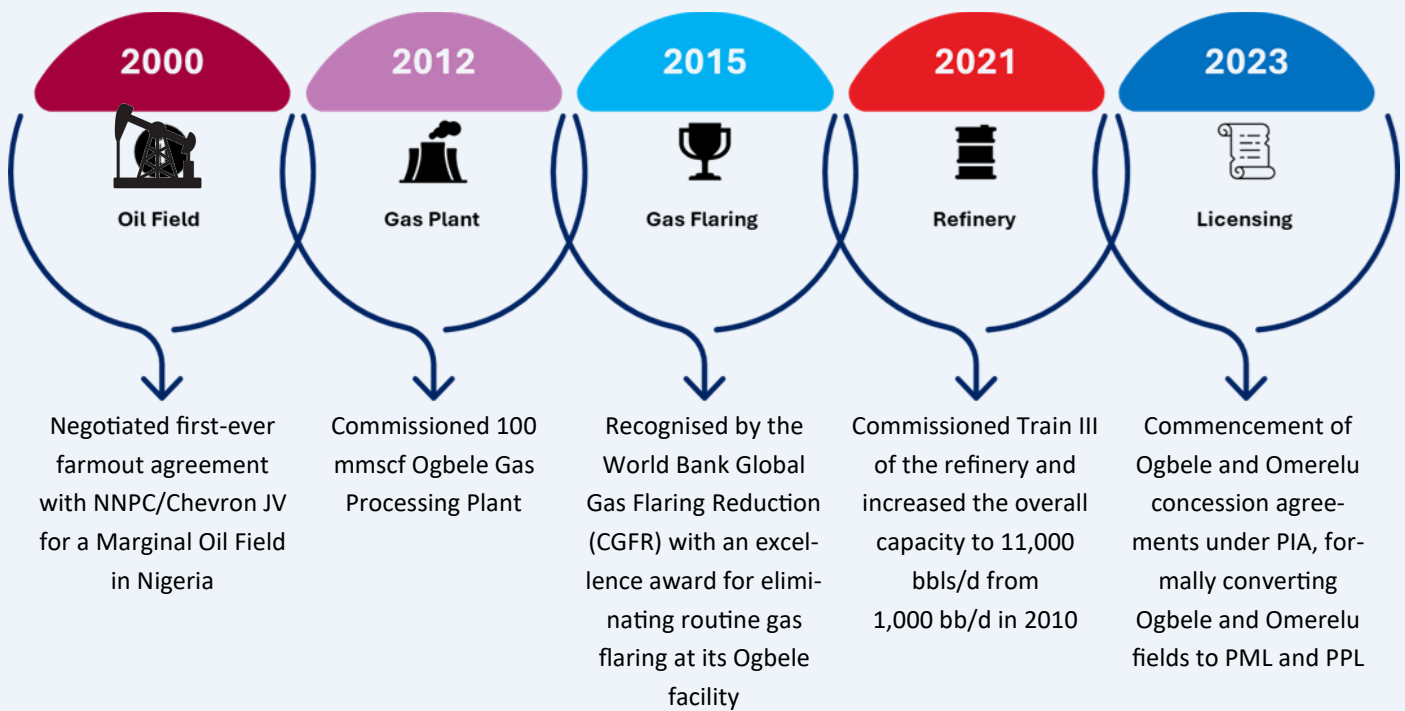 2000
Oil Field
Negotiated first-ever
farmout agreement
with NNPC/Chevron JV
for a Marginal Oil Field
in Nigeria
2012
Gas Plant
Commissioned 100
mmscf Ogbele Gas
Processing Plant
2015
Gas Flaring
Recognised by the
World Bank Global
Gas Flaring Reduction
(CGFR) with an excel-
lence award for elimi-
nating routine gas
flaring at its Ogbele
facility
2021
Refinery
Commissioned Train III
of the refinery and
increased the overall
capacity to 11,000
bbls/d from
1,000 bb/d in 2010
2023
Licensing
Commencement of
Ogbele and Omerelu
concession agree-
ments under PIA, for-
mally converting
Ogbele and Omerelu
fields to PML and PPL